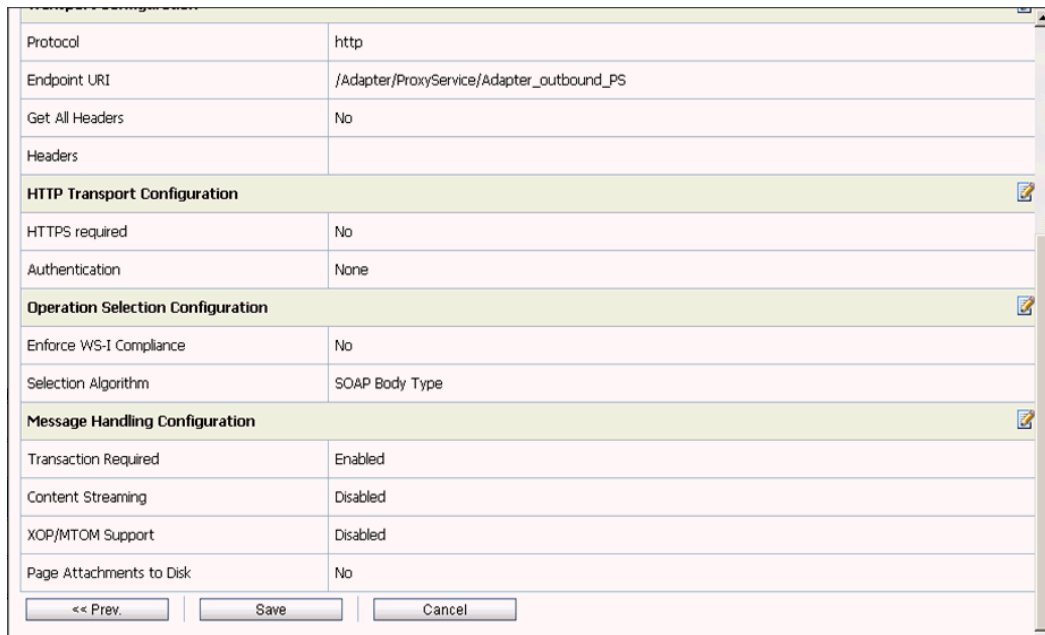 Transport Configuration
Protocol http
Endpoint URI /Adapter/ProxyService/Adapter_outbound_PS
Get All Headers No
Headers
HTTP Transport Configuration
HTTPS required No
Authentication None
Operation Selection Configuration
Enforce WS-I Compliance No
Selection Algorithm SOAP Body Type
Message Handling Configuration
Transaction Required Enabled
Content Streaming Disabled
XOP/MTOM Support Disabled
Page Attachments to Disk No
<< Prev. Save Cancel